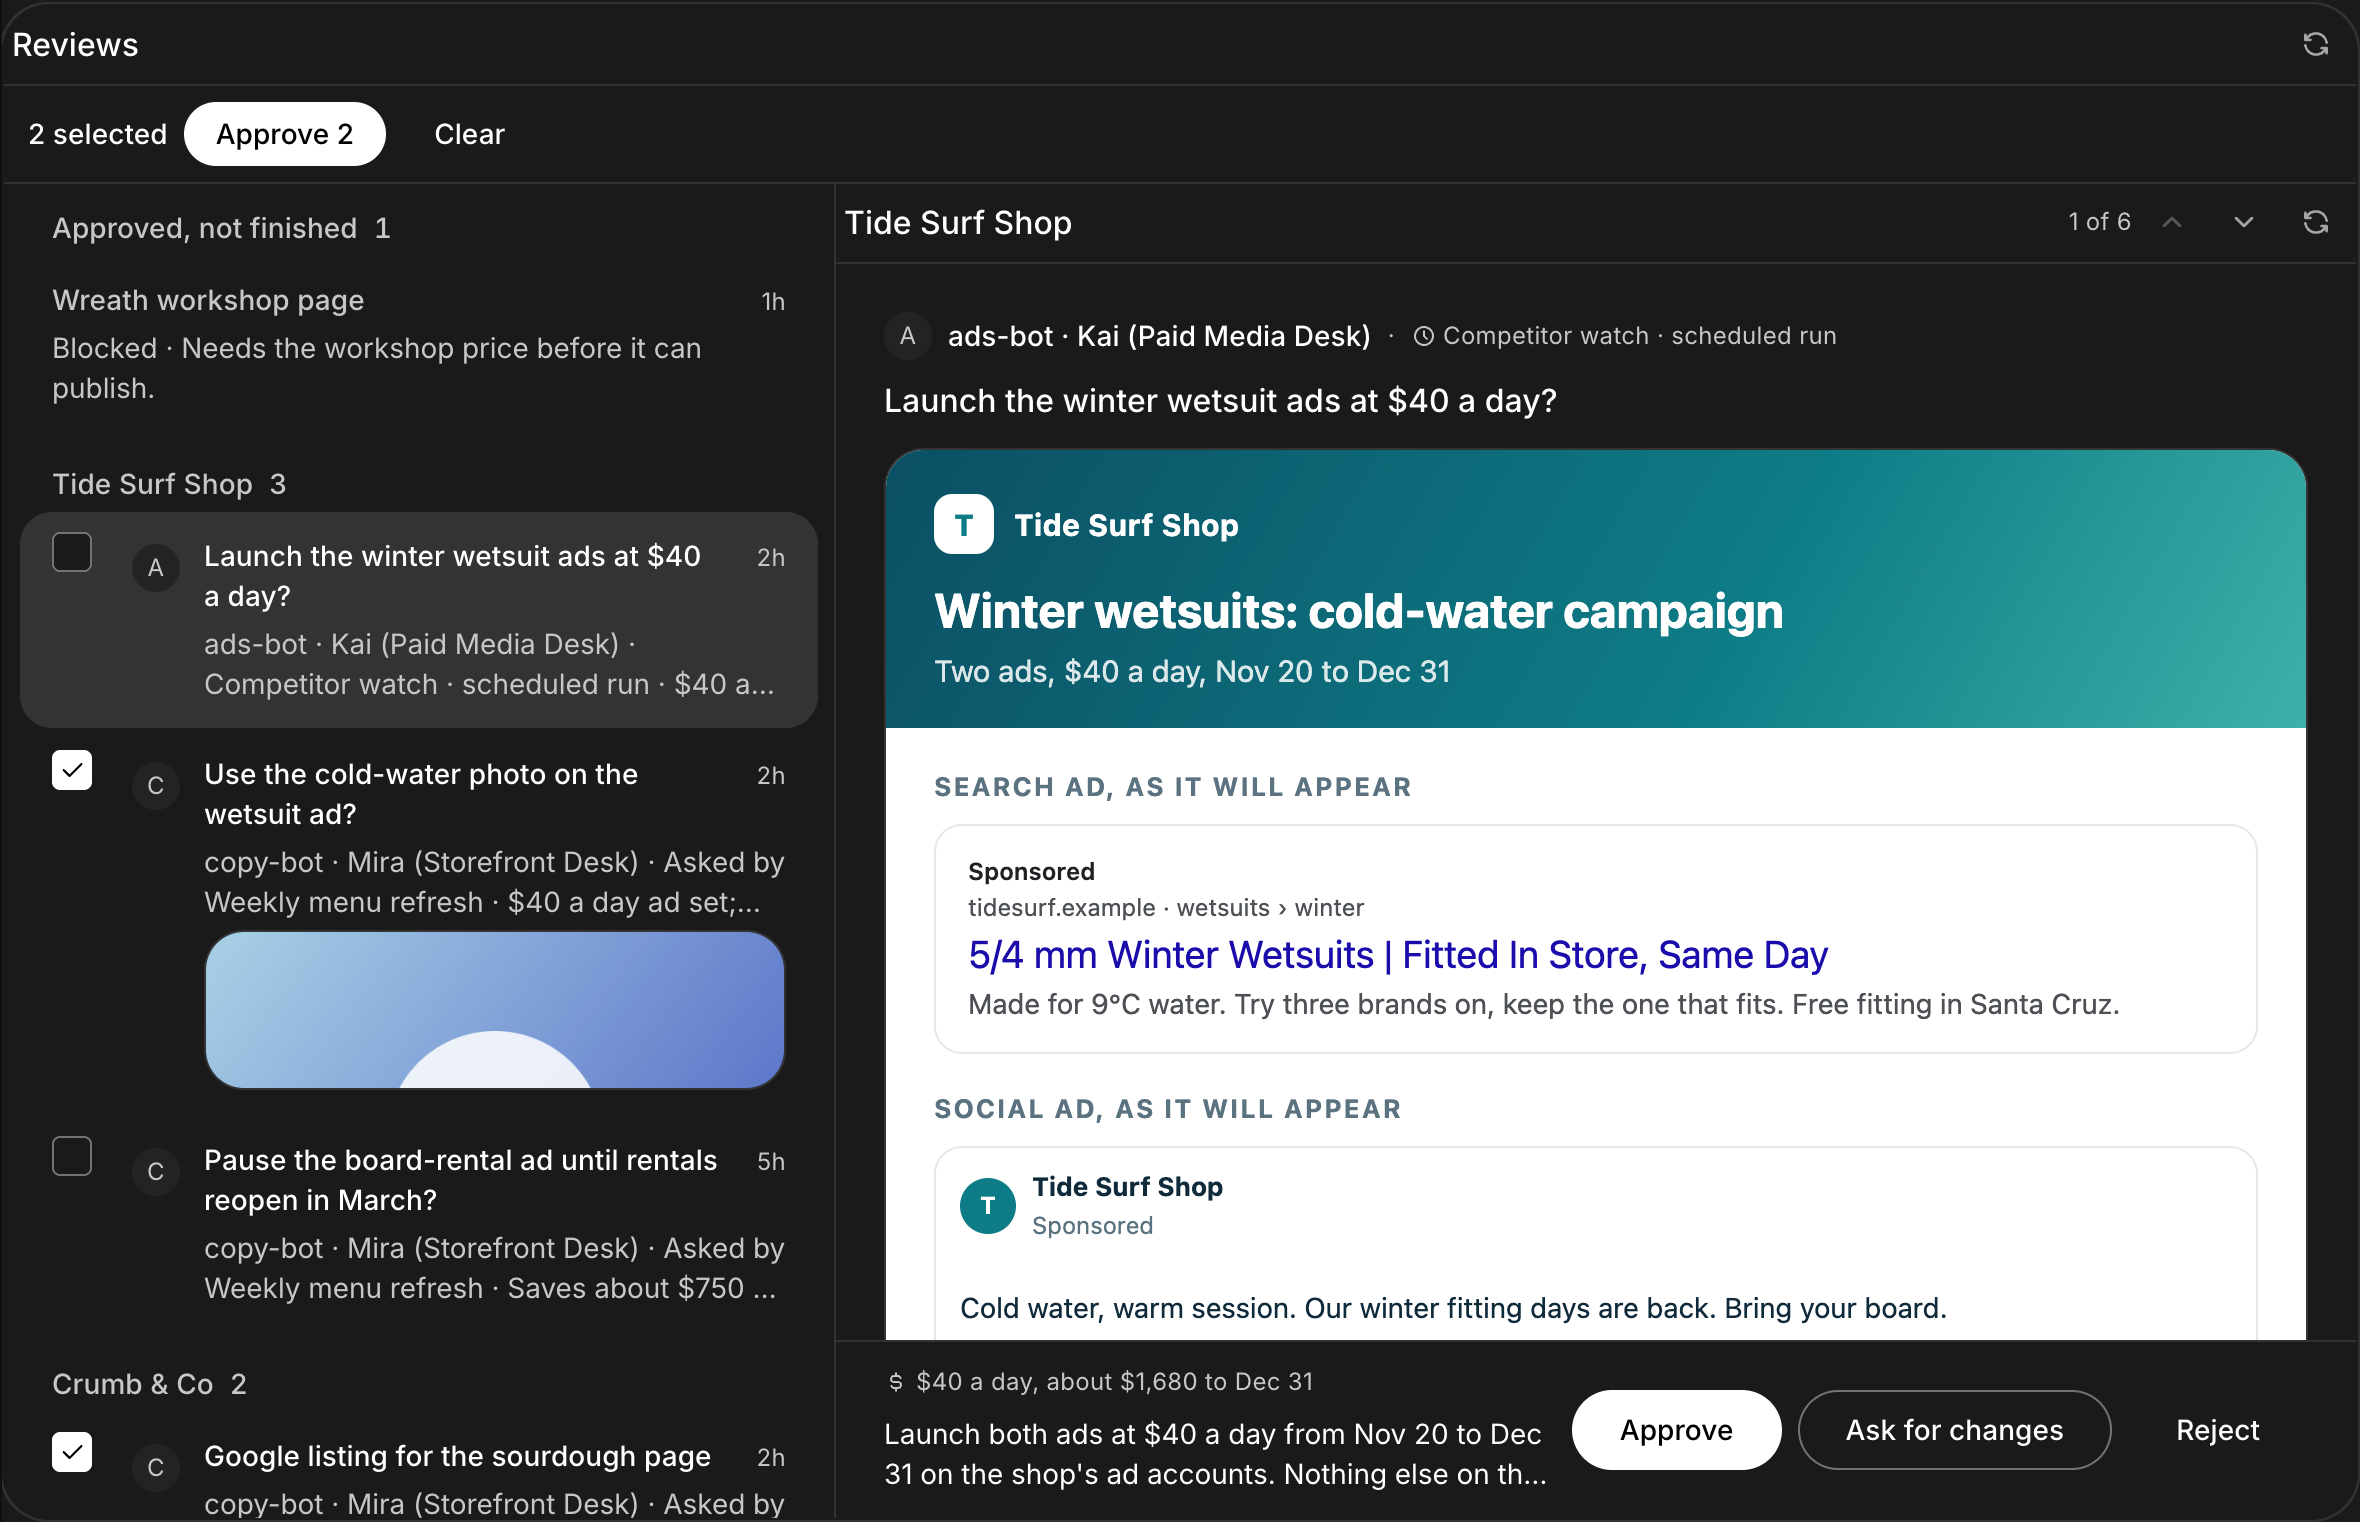 Reviews
2 selected
Approve 2
Clear
Approved, not finished 1
Wreath workshop page
1h
Blocked · Needs the workshop price before it can
publish.
Tide Surf Shop 3
A
Launch the winter wetsuit ads at $40
a day?
2h
ads-bot · Kai (Paid Media Desk) ·
Competitor watch · scheduled run · $40 a...
C
Use the cold-water photo on the
wetsuit ad?
2h
copy-bot · Mira (Storefront Desk) · Asked by
Weekly menu refresh · $40 a day ad set;...
C
Pause the board-rental ad until rentals
reopen in March?
5h
copy-bot · Mira (Storefront Desk) · Asked by
Weekly menu refresh · Saves about $750 ...
Crumb & Co 2
C
Google listing for the sourdough page
2h
copy-bot · Mira (Storefront Desk) · Asked by
Tide Surf Shop
1 of 6
A
ads-bot · Kai (Paid Media Desk) · Competitor watch · scheduled run
Launch the winter wetsuit ads at $40 a day?
T
Tide Surf Shop
Winter wetsuits: cold-water campaign
Two ads, $40 a day, Nov 20 to Dec 31
SEARCH AD, AS IT WILL APPEAR
Sponsored
tidesurf.example · wetsuits › winter
5/4 mm Winter Wetsuits | Fitted In Store, Same Day
Made for 9°C water. Try three brands on, keep the one that fits. Free fitting in Santa Cruz.
SOCIAL AD, AS IT WILL APPEAR
T
Tide Surf Shop
Sponsored
Cold water, warm session. Our winter fitting days are back. Bring your board.
$ $40 a day, about $1,680 to Dec 31
Launch both ads at $40 a day from Nov 20 to Dec
31 on the shop's ad accounts. Nothing else on th...
Approve
Ask for changes
Reject